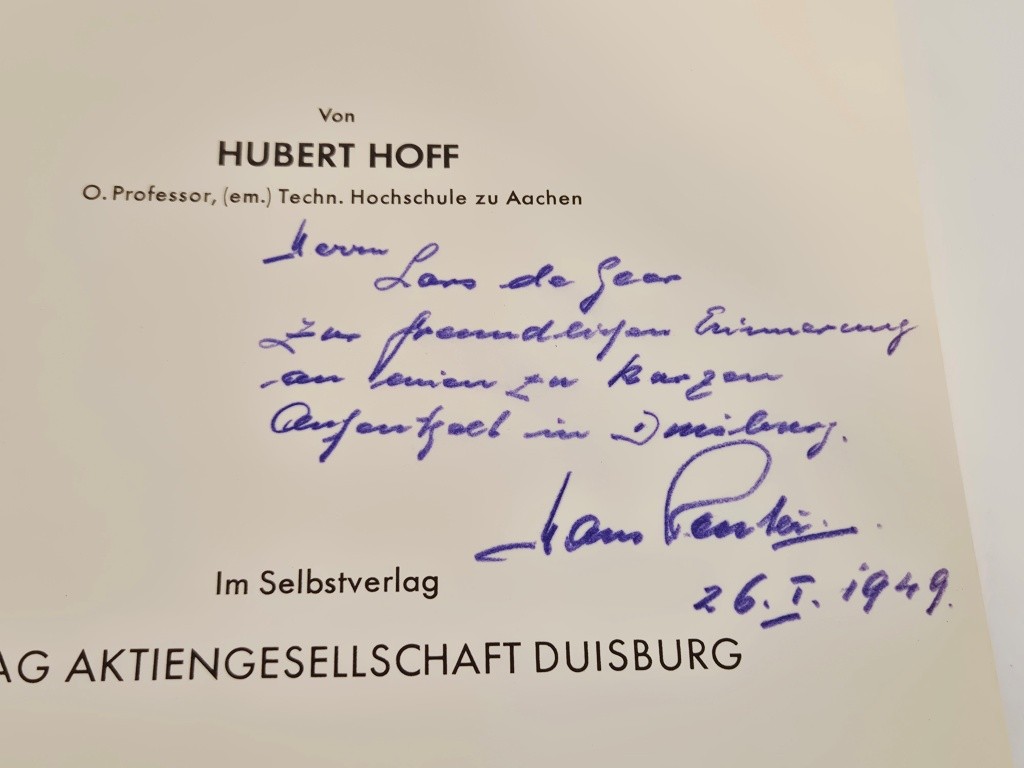 Von
HUBERT HOFF
O. Professor, (em.) Techn. Hochschule zu Aachen
Herrn
Lars de Geer
zur freundlichen Erinnerung
an einen zu kurzen
Aufenthalt in Duisburg.
Hans
26. I. 1949.
Im Selbstverlag
AG AKTIENGESELLSCHAFT DUISBURG